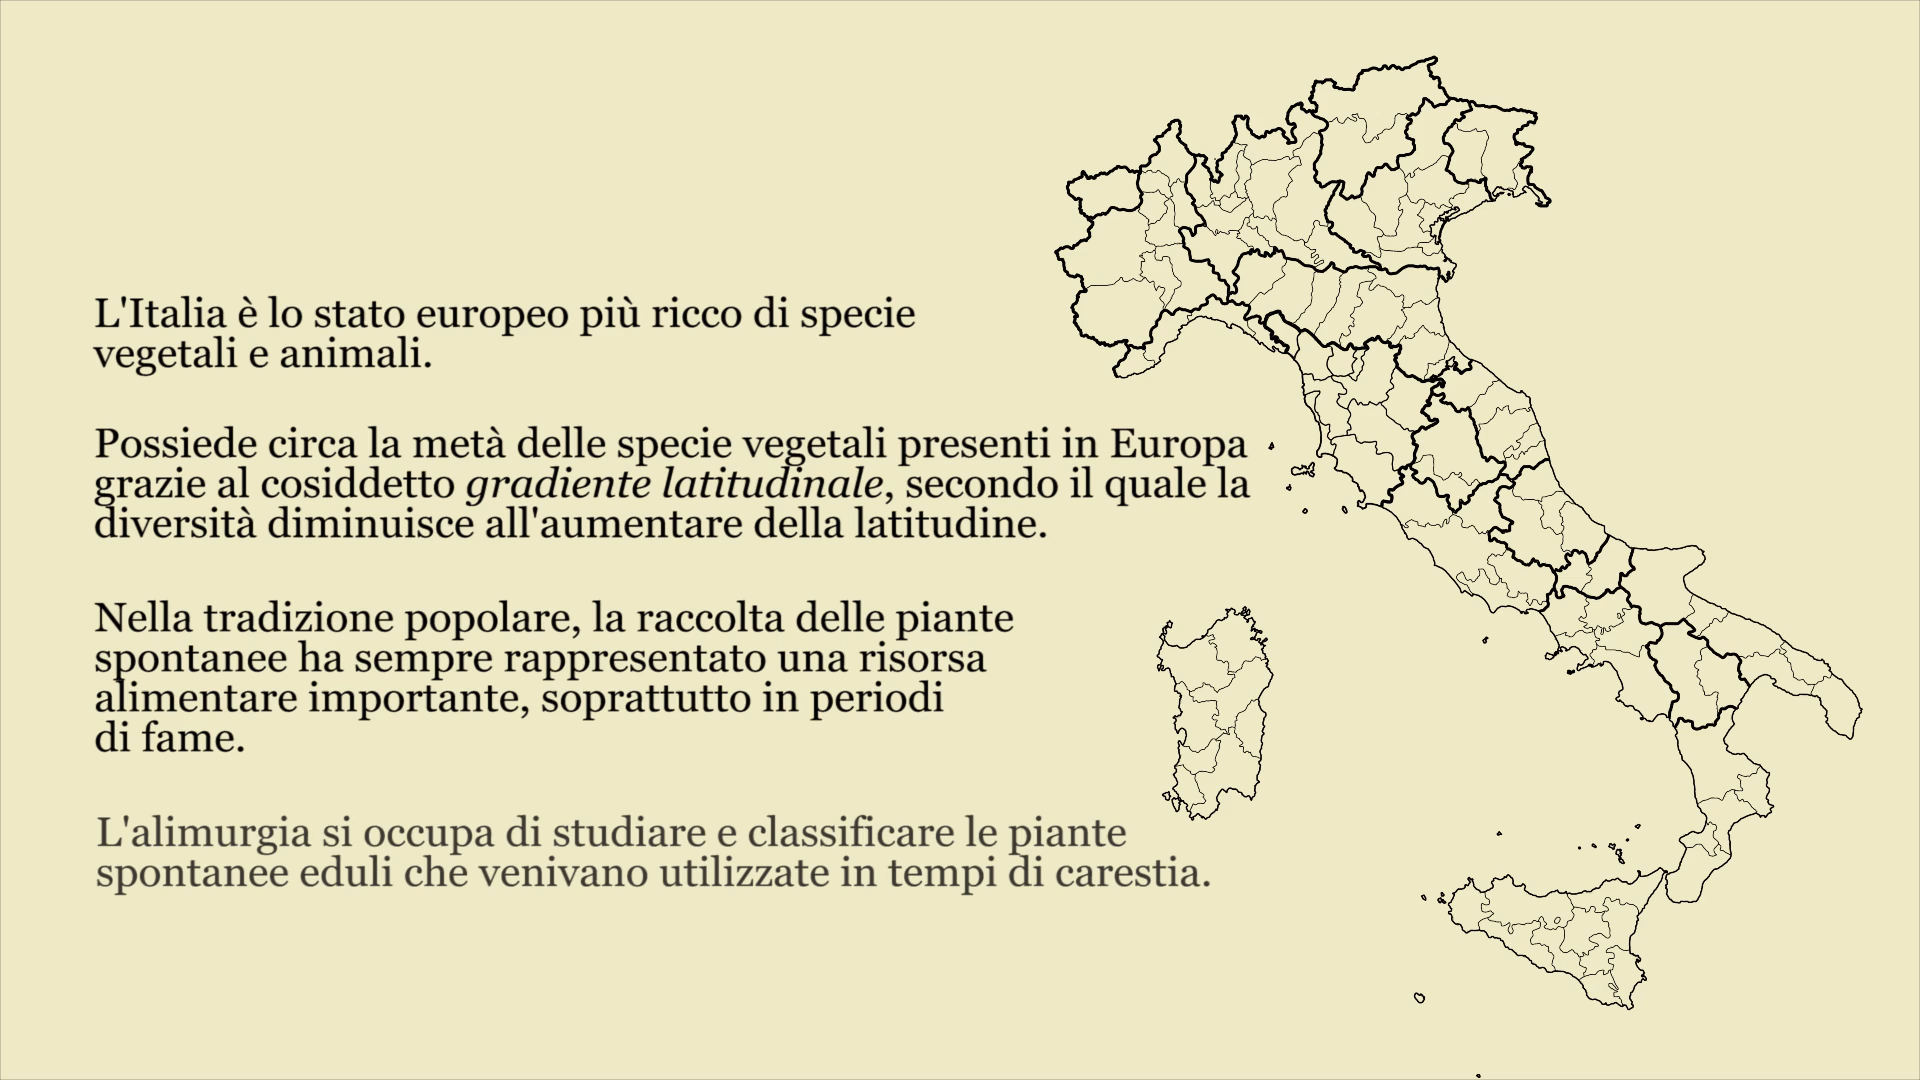 L'Italia è lo stato europeo più ricco di specie
vegetali e animali.
Possiede circa la metà delle specie vegetali presenti in Europa
grazie al cosiddetto gradiente latitudinale, secondo il quale la
diversità diminuisce all'aumentare della latitudine.
Nella tradizione popolare, la raccolta delle piante
spontanee ha sempre rappresentato una risorsa
alimentare importante, soprattutto in periodi
di fame.
L'alimurgia si occupa di studiare e classificare le piante
spontanee eduli che venivano utilizzate in tempi di carestia.